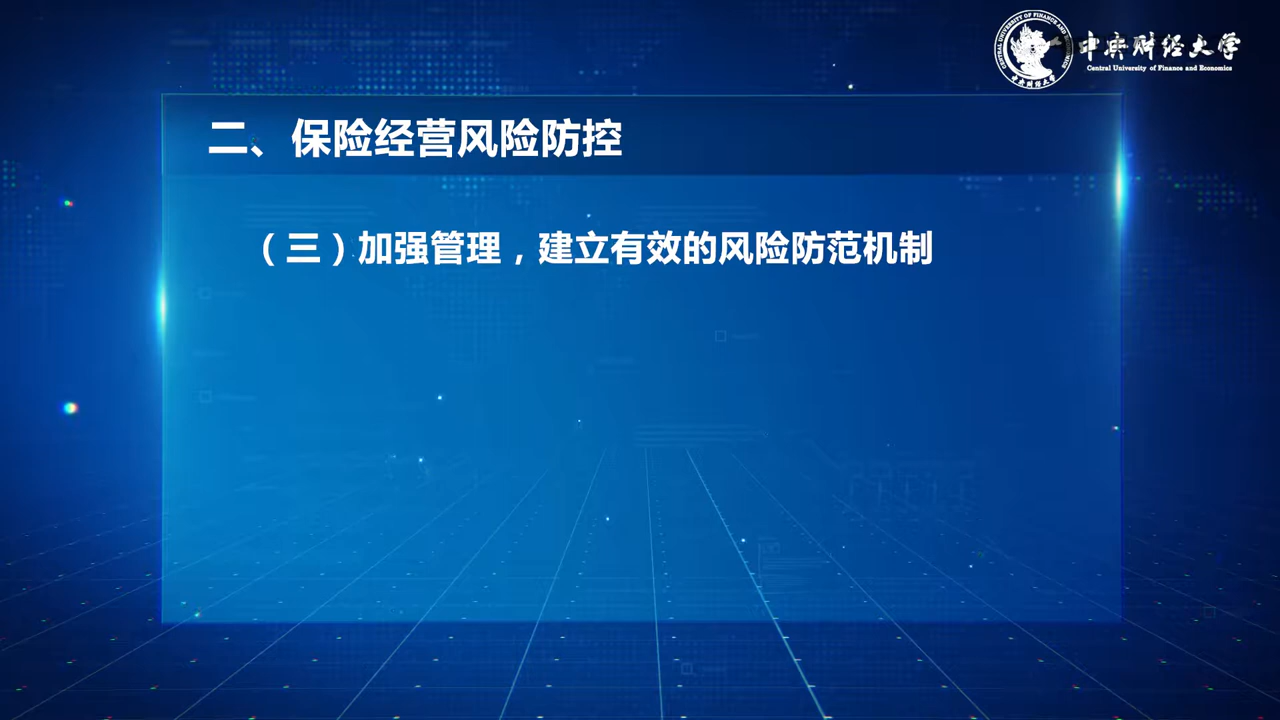 中央财经大学
Central University of Finance and Economics
二、保险经营风险防控
（三）加强管理，建立有效的风险防范机制